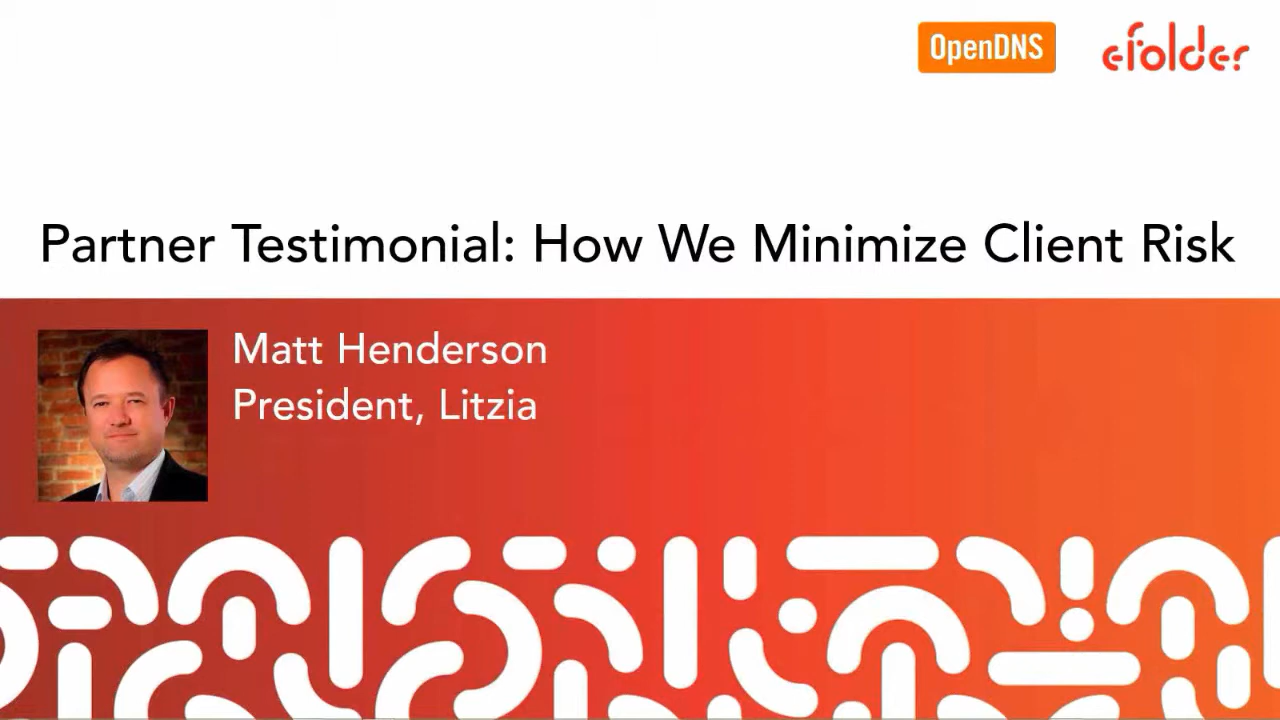 OpenDNS
efolder
Partner Testimonial: How We Minimize Client Risk
Matt Henderson
President, Litzia